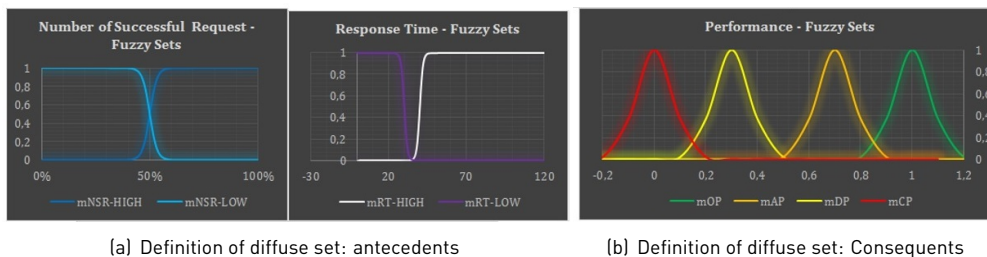 Number of Successful Request -
Fuzzy Sets
1
0,8
0,6
0,4
0,2
0
0%
50%
100%
mNSR-HIGH
mNSR-LOW
Response Time - Fuzzy Sets
1
0,8
0,6
0,4
0,2
0
-30
20
70
120
mRT-HIGH
mRT-LOW
Performance - Fuzzy Sets
1
0,8
0,6
0,4
0,2
0
-0,2
0
0,2
0,4
0,6
0,8
1
1,2
mOP
mAP
mDP
mCP
(a) Definition of diffuse set: antecedents
(b) Definition of diffuse set: Consequents